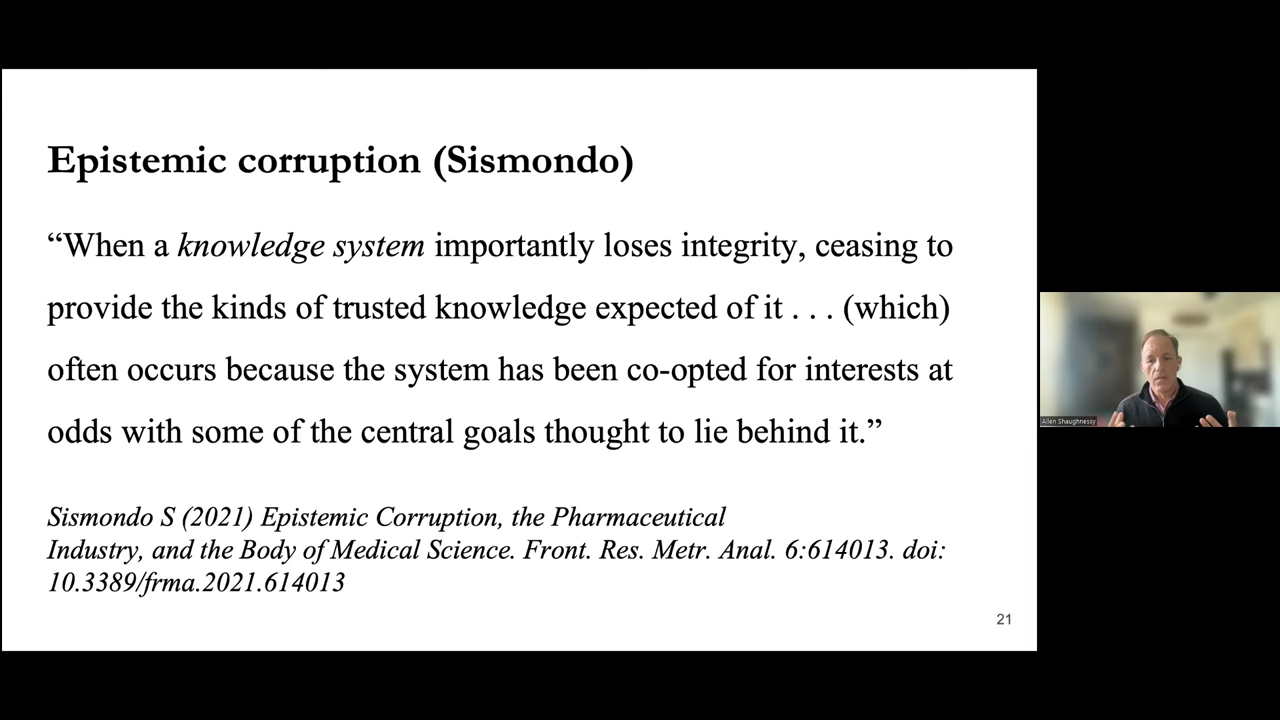 Epistemic corruption (Sismondo)
“When a knowledge system importantly loses integrity, ceasing to
provide the kinds of trusted knowledge expected of it . . . (which)
often occurs because the system has been co-opted for interests at
odds with some of the central goals thought to lie behind it.”
Sismondo S (2021) Epistemic Corruption, the Pharmaceutical
Industry, and the Body of Medical Science. Front. Res. Metr. Anal. 6:614013. doi:
10.3389/frma.2021.614013
21
Allen Shaughnessy